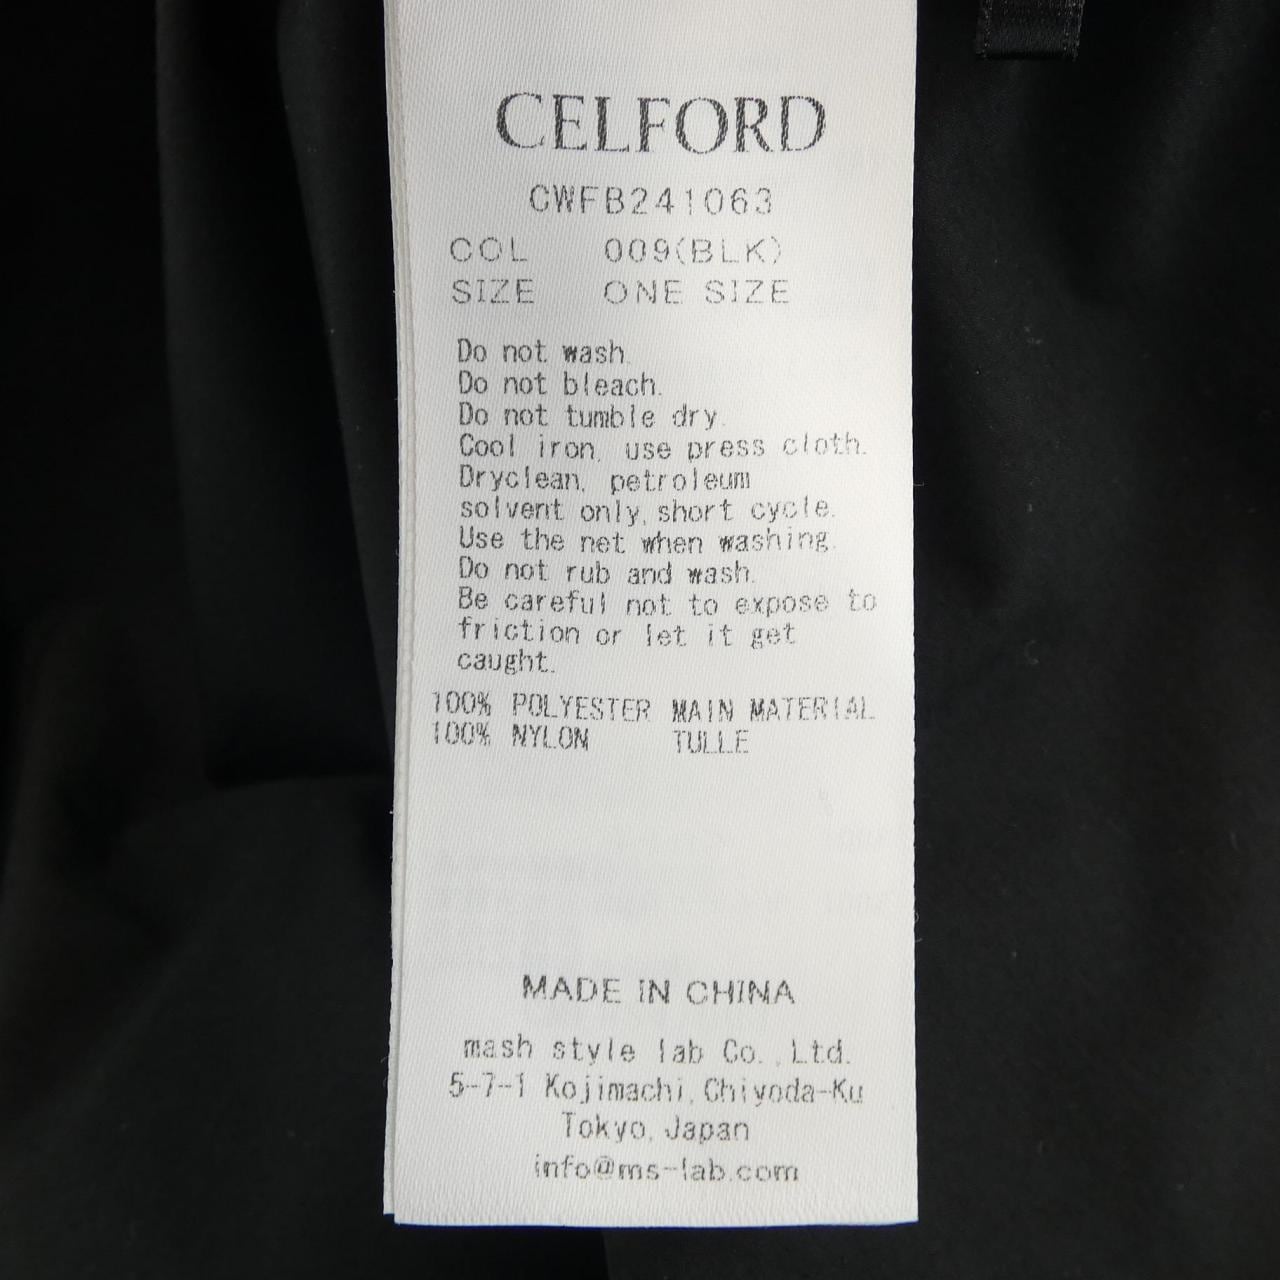 CELFORD
CWFB241063
COL 009(BLK)
SIZE ONE SIZE
Do not wash.
Do not bleach.
Do not tumble dry.
Cool iron, use press cloth.
Dryclean, petroleum
solvent only, short cycle.
Use the net when washing.
Do not rub and wash.
Be careful not to expose to
friction or let it get
caught.
100% POLYESTER MAIN MATERIAL
100% NYLON TULLE
MADE IN CHINA
mash style lab Co.,Ltd.
5-7-1 Kojimachi,Chiyoda-Ku
Tokyo,Japan
info@ms-lab.com